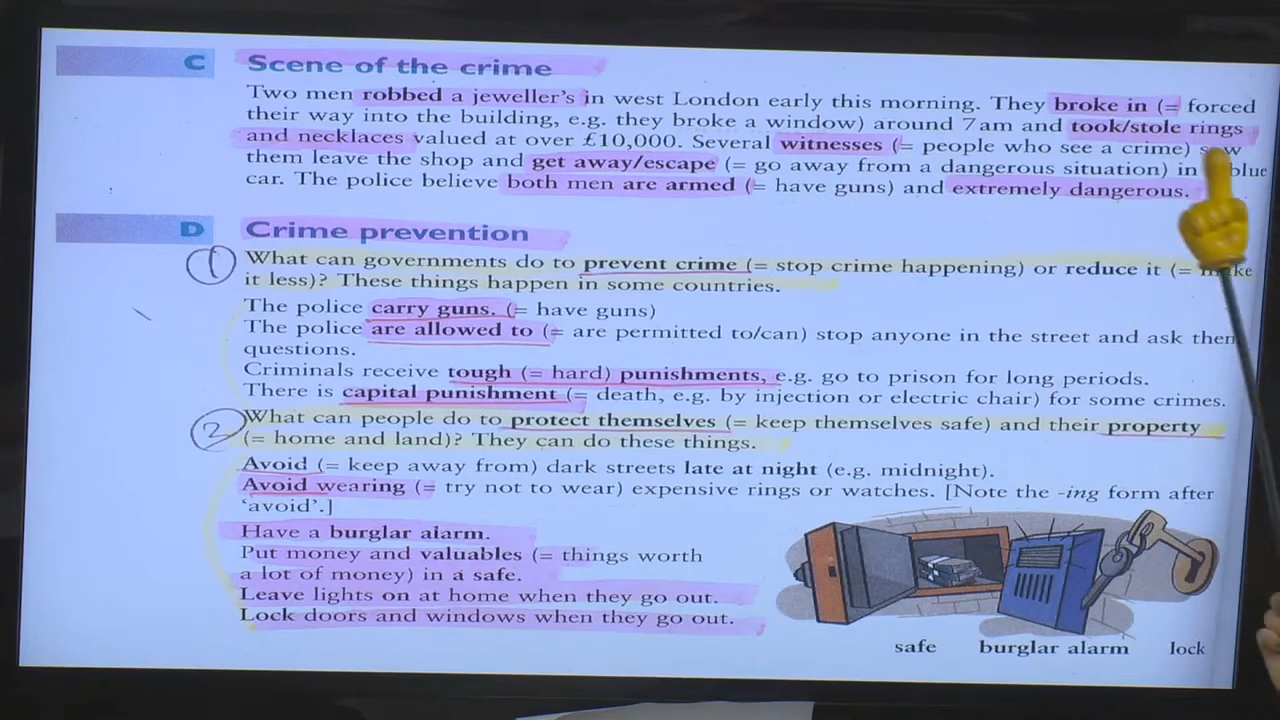 C Scene of the crime
Two men robbed a jeweller's in west London early this morning. They broke in (= forced
their way into the building, e.g. they broke a window) around 7 am and took/stole rings
and necklaces valued at over £10,000. Several witnesses (= people who see a crime) saw
them leave the shop and get away/escape (= go away from a dangerous situation) in blue
car. The police believe both men are armed (= have guns) and extremely dangerous.
D Crime prevention
1 What can governments do to prevent crime (= stop crime happening) or reduce it (= make
it less)? These things happen in some countries.
The police carry guns. (= have guns)
The police are allowed to (= are permitted to/can) stop anyone in the street and ask them
questions.
Criminals receive tough (= hard) punishments, e.g. go to prison for long periods.
There is capital punishment (= death, e.g. by injection or electric chair) for some crimes.
2 What can people do to protect themselves (= keep themselves safe) and their property
(= home and land)? They can do these things.
Avoid (= keep away from) dark streets late at night (e.g. midnight).
Avoid wearing (= try not to wear) expensive rings or watches. [Note the -ing form after
'avoid'.]
Have a burglar alarm.
Put money and valuables (= things worth
a lot of money) in a safe.
Leave lights on at home when they go out.
Lock doors and windows when they go out.
safe burglar alarm lock